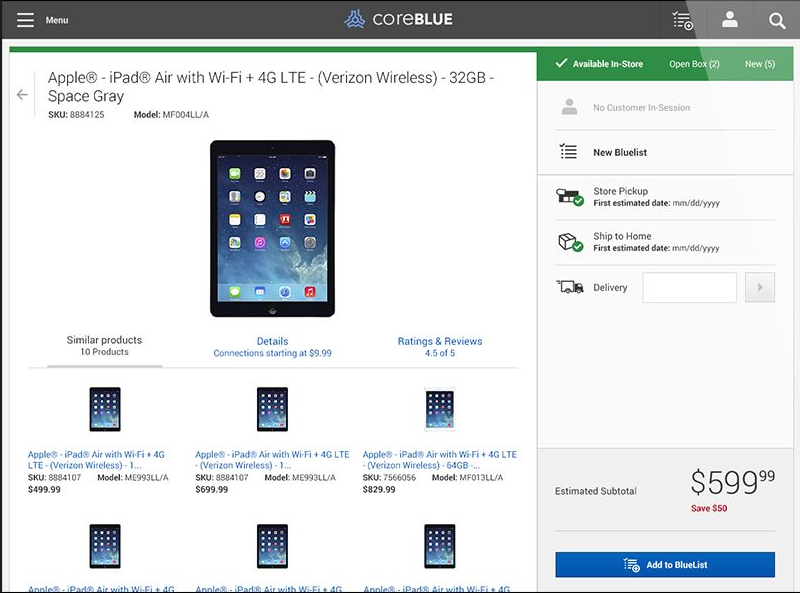 Menu
coreBLUE
Apple® - iPad® Air with Wi-Fi + 4G LTE - (Verizon Wireless) - 32GB -
Space Gray
SKU: 8884125 Model: MF004LL/A
Similar products
10 Products
Details
Connections starting at $9.99
Ratings & Reviews
4.5 of 5
Apple® - iPad® Air with Wi-Fi + 4G
LTE - (Verizon Wireless) - 1...
SKU: 8884107 Model: ME993LL/A
$499.99
Apple® - iPad® Air with Wi-Fi + 4G LTE
- (Verizon Wireless) - 1...
SKU: 8884107 Model: ME993LL/A
$699.99
Apple® - iPad® Air with Wi-Fi + 4G LTE
- (Verizon Wireless) - 64GB -...
SKU: 7566056 Model: MF013LL/A
$829.99
Apple® - iPad® Air with Wi-Fi + 4G
Apple® - iPad® Air with Wi-Fi + 4G
Apple® - iPad® Air with Wi-Fi + 4G
Available In-Store Open Box (2) New (5)
No Customer In-Session
New Bluelist
Store Pickup
First estimated date: mm/dd/yyyy
Ship to Home
First estimated date: mm/dd/yyyy
Delivery
Estimated Subtotal
$59999
Save $50
Add to BlueList